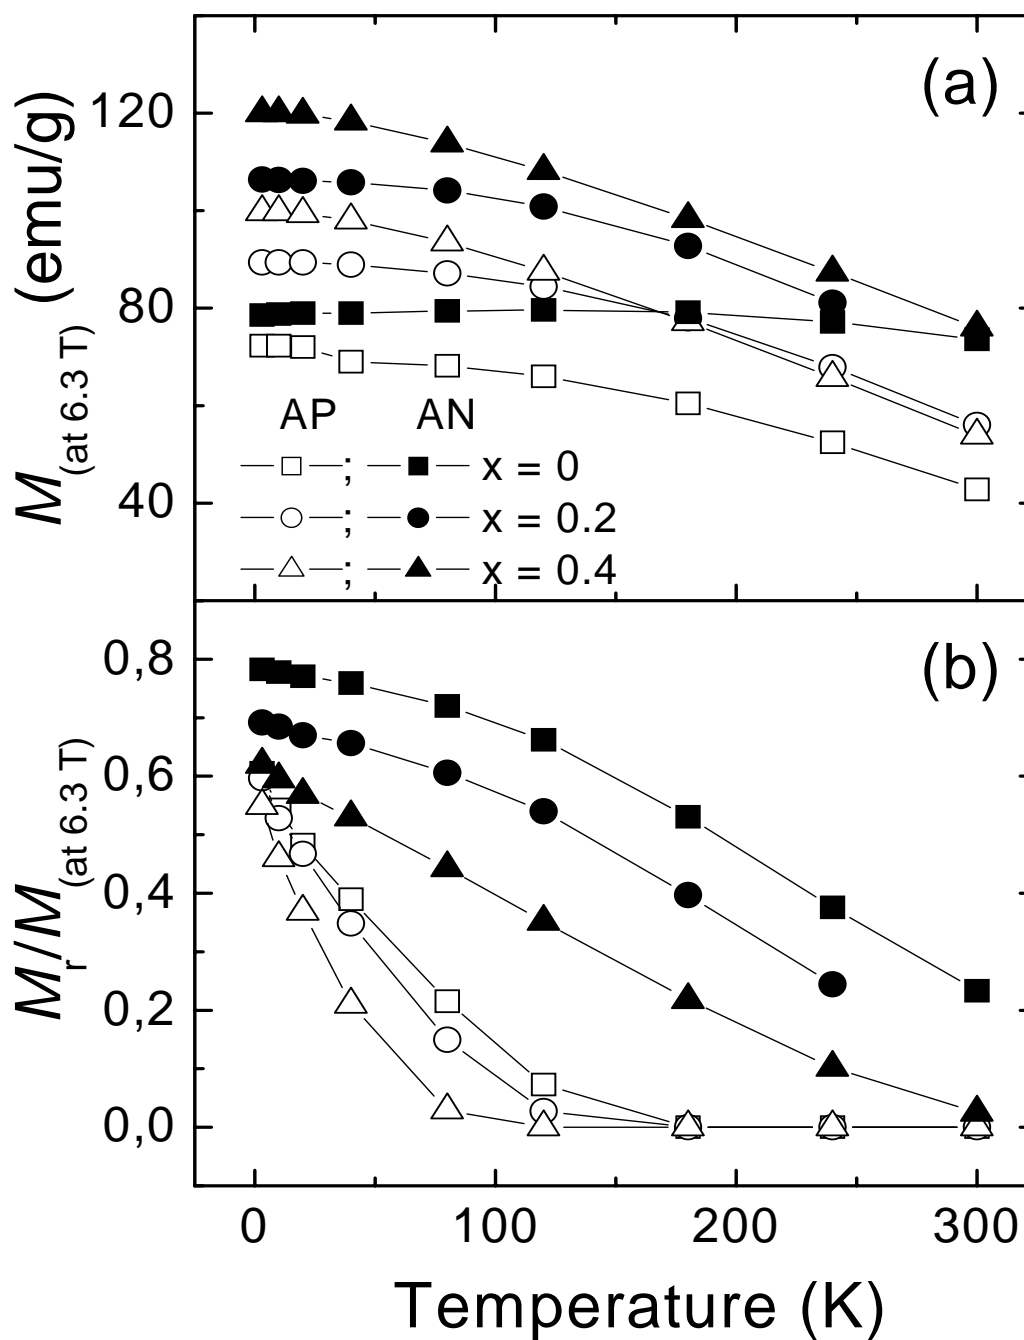 (a)
120
80
40
M(at 6.3 T) (emu/g)
AP AN
; x = 0
; x = 0.2
; x = 0.4
(b)
0,8
0,6
0,4
0,2
0,0
Mr/M(at 6.3 T)
0 100 200 300
Temperature (K)